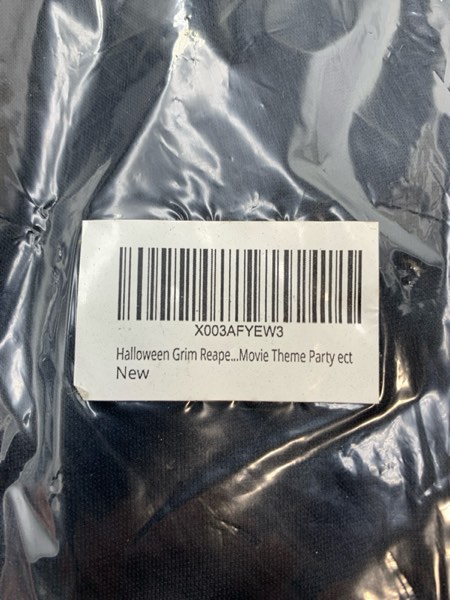 X003AFYEW3
Halloween Grim Reape...Movie Theme Party ect
New